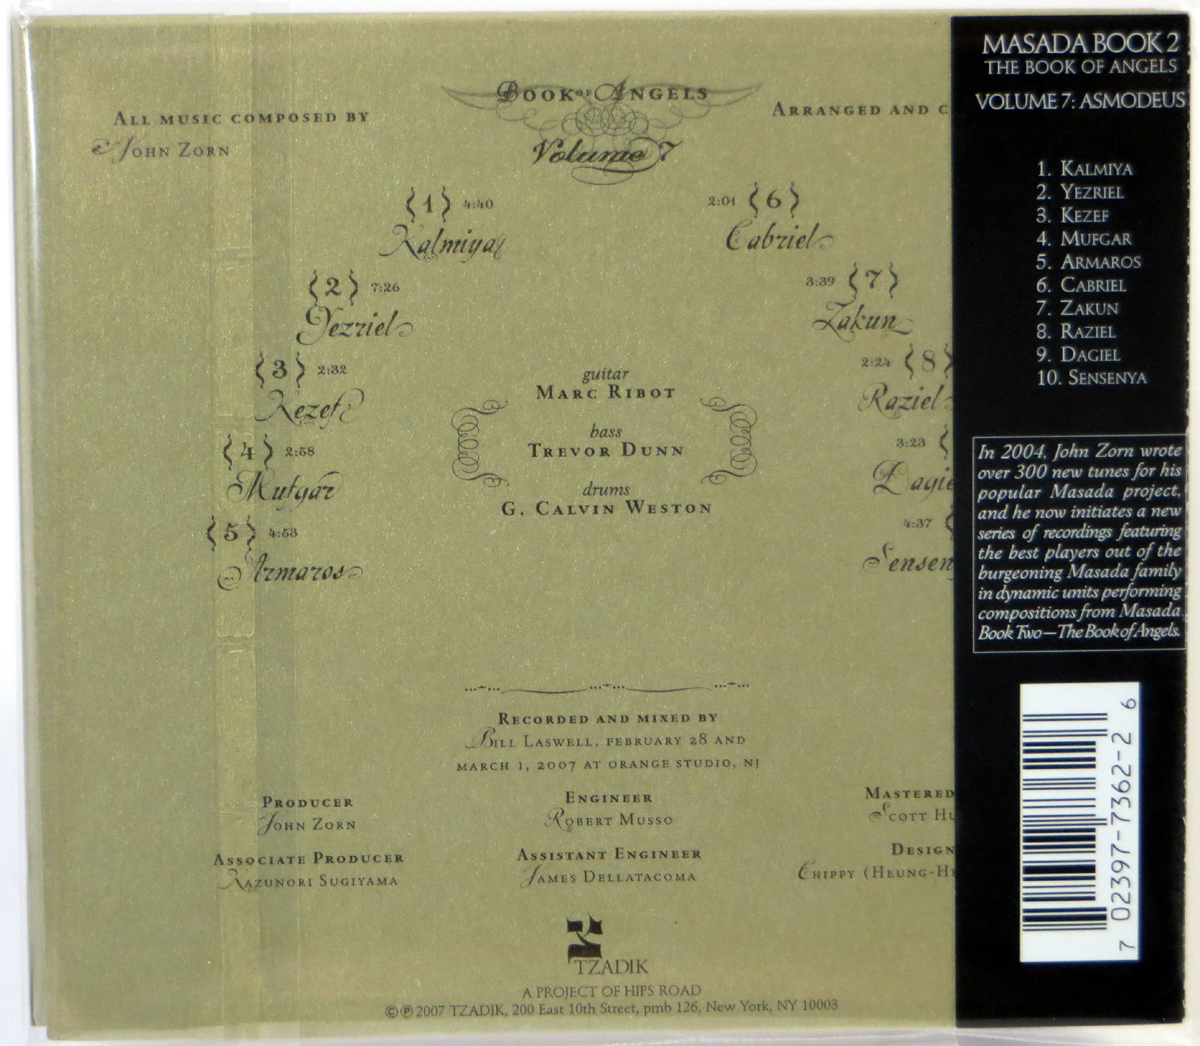 BOOK OF ANGELS
Volume 7
ALL MUSIC COMPOSED BY
JOHN ZORN
ARRANGED AND C
{1} 4:40
Kalmiya
{2} 7:26
Yezriel
{3} 2:32
Kezef
{4} 2:58
Mufgar
{5} 4:53
Armaros
2:01 {6}
Cabriel
3:39 {7}
Zakun
2:24 {8}
Raziel
3:23 {
Dagie
4:37 {
Sensen
guitar
MARC RIBOT
bass
TREVOR DUNN
drums
G. CALVIN WESTON
RECORDED AND MIXED BY
BILL LASWELL, FEBRUARY 28 AND
MARCH 1, 2007 AT ORANGE STUDIO, NJ
PRODUCER
JOHN ZORN
ASSOCIATE PRODUCER
KAZUNORI SUGIYAMA
ENGINEER
ROBERT MUSSO
ASSISTANT ENGINEER
JAMES DELLATACOMA
MASTERED
SCOTT HU
DESIGN
CHIPPY (HEUNG-HE
TZADIK
A PROJECT OF HIPS ROAD
©℗2007 TZADIK, 200 East 10th Street, pmb 126, New York, NY 10003
MASADA BOOK 2
THE BOOK OF ANGELS
VOLUME 7: ASMODEUS
1. KALMIYA
2. YEZRIEL
3. KEZEF
4. MUFGAR
5. ARMAROS
6. CABRIEL
7. ZAKUN
8. RAZIEL
9. DAGIEL
10. SENSENYA
In 2004, John Zorn wrote
over 300 new tunes for his
popular Masada project,
and he now initiates a new
series of recordings featuring
the best players out of the
burgeoning Masada family
in dynamic units performing
compositions from Masada
Book Two—The Book of Angels.
7 02397-7362-2 6